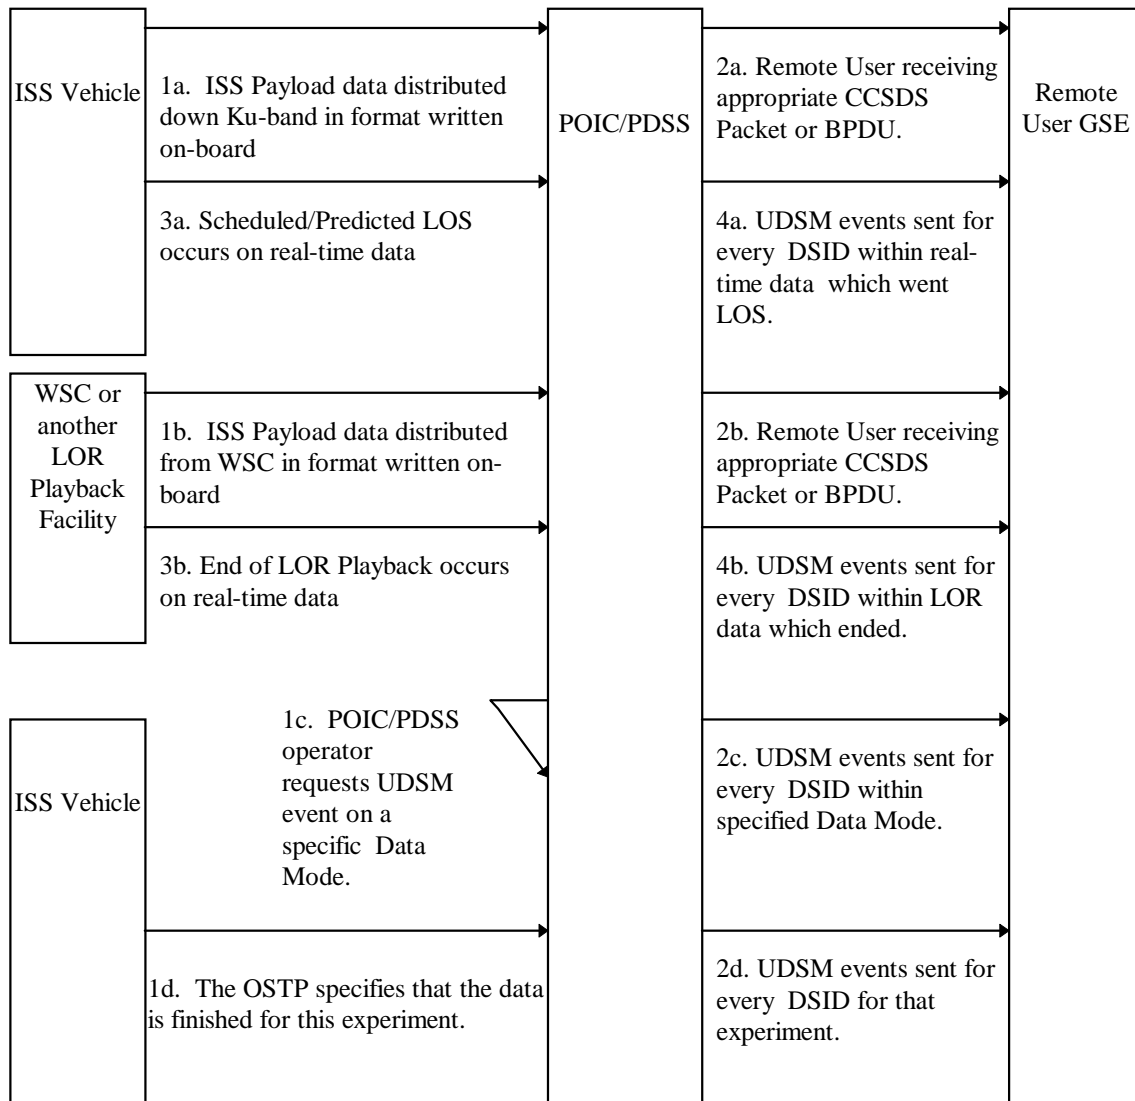 ISS Vehicle
1a.  ISS Payload data distributed
down Ku-band in format written
on-board
POIC/PDSS
2a. Remote User receiving
appropriate CCSDS
Packet or BPDU.
Remote
User GSE
3a. Scheduled/Predicted LOS
occurs on real-time data
4a. UDSM events sent for
every  DSID within real-
time data  which went
LOS.
WSC or
another
LOR
Playback
Facility
1b.  ISS Payload data distributed
from WSC in format written on-
board
2b. Remote User receiving
appropriate CCSDS
Packet or BPDU.
3b. End of LOR Playback occurs
on real-time data
4b. UDSM events sent for
every  DSID within LOR
data which ended.
ISS Vehicle
1c.  POIC/PDSS
operator
requests UDSM
event on a
specific  Data
Mode.
2c. UDSM events sent for
every  DSID within
specified Data Mode.
1d.  The OSTP specifies that the data
is finished for this experiment.
2d. UDSM events sent for
every  DSID for that
experiment.